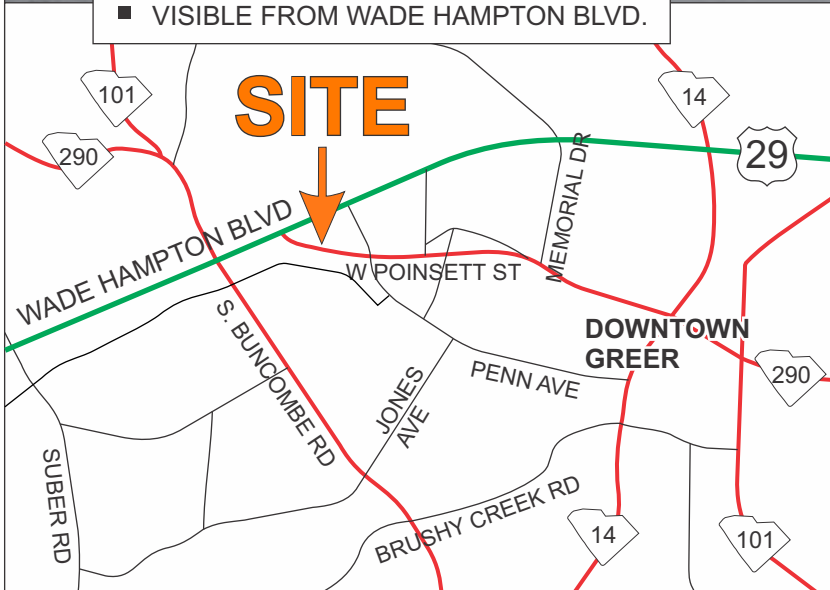 ■ VISIBLE FROM WADE HAMPTON BLVD.
101
SITE
14
290
29
MEMORIAL DR
WADE HAMPTON BLVD
W POINSETT ST
S. BUNCOMBE RD
DOWNTOWN
GREER
290
JONES
AVE
PENN AVE
SUBER RD
BRUSHY CREEK RD
14
101